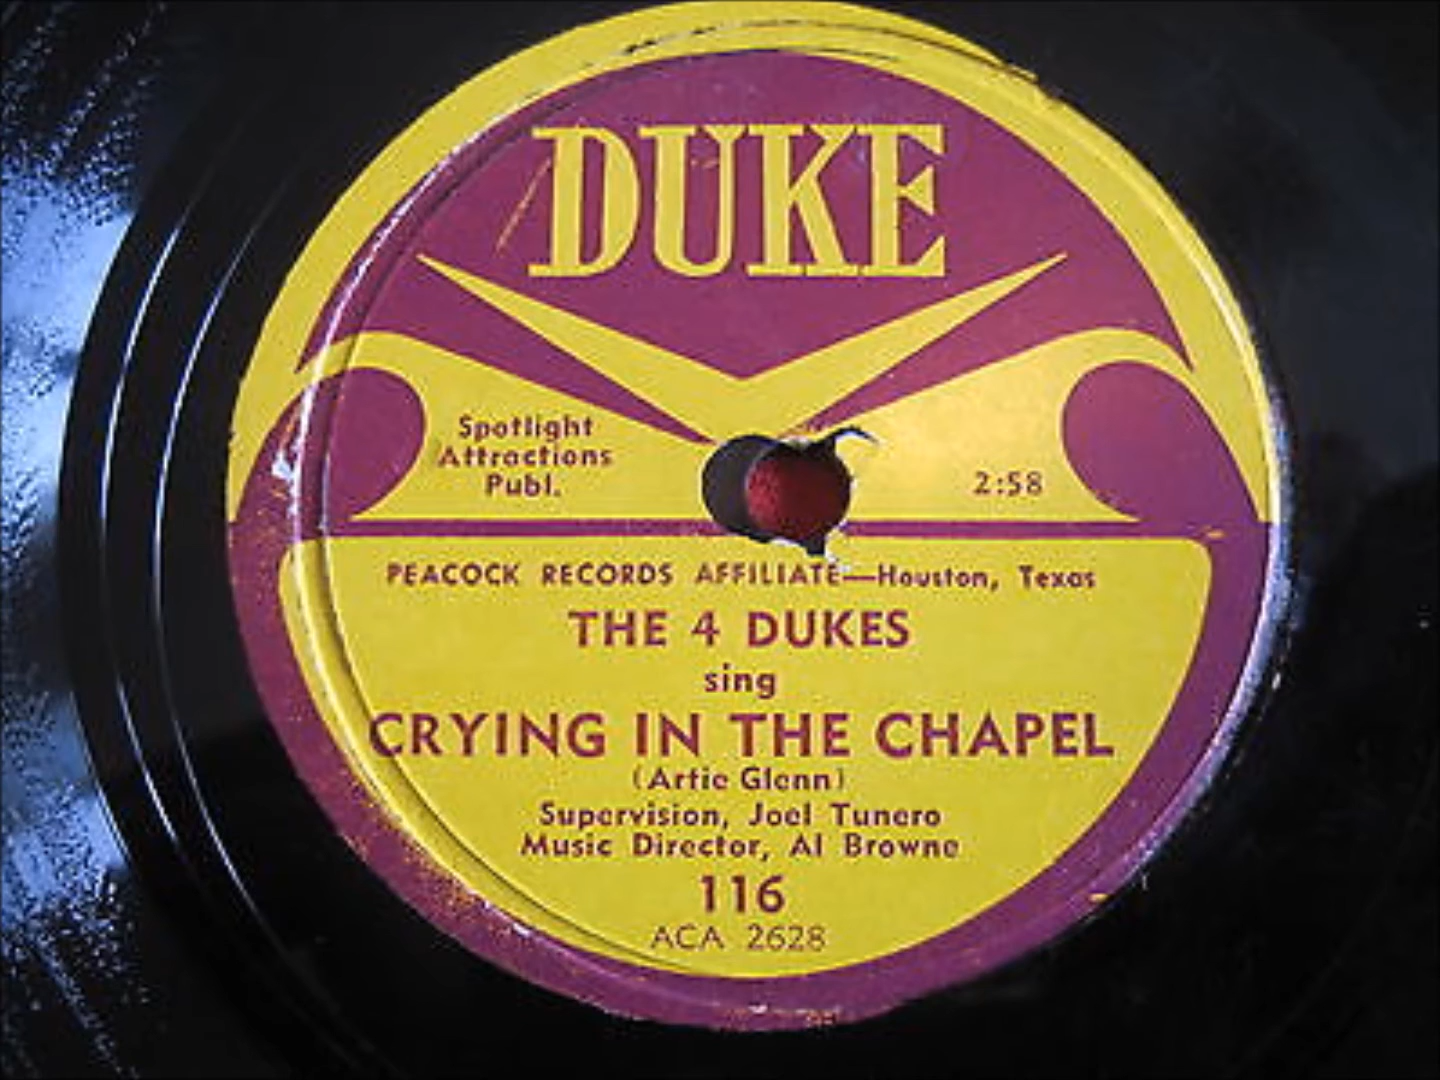 DUKE
Spotlight
Attractions
Publ.
2:58
PEACOCK RECORDS AFFILIATE—Houston, Texas
THE 4 DUKES
sing
CRYING IN THE CHAPEL
(Artie Glenn)
Supervision, Joel Tunero
Music Director, Al Browne
116
ACA 2628